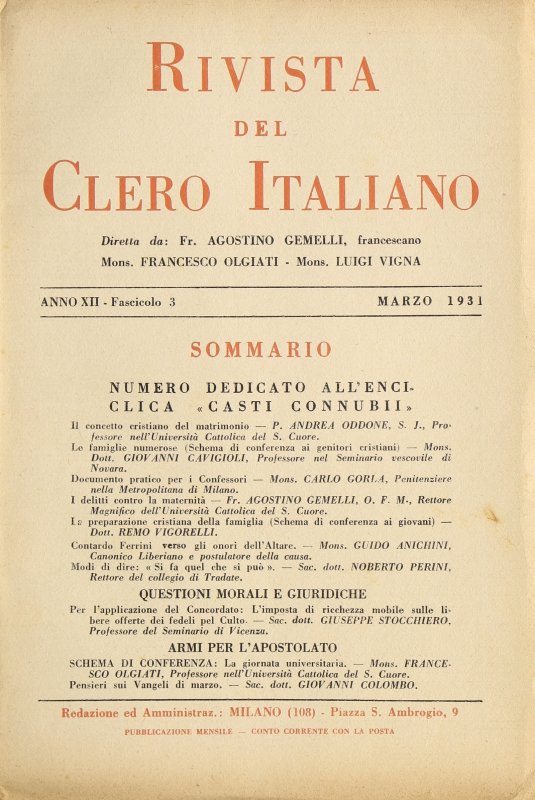 RIVISTA
DEL
CLERO ITALIANO
Diretta da: Fr. AGOSTINO GEMELLI, francescano
Mons. FRANCESCO OLGIATI - Mons. LUIGI VIGNA
ANNO XII - Fascicolo 3 MARZO 1931
SOMMARIO
NUMERO DEDICATO ALL'ENCI-
CLICA «CASTI CONNUBII»
Il concetto cristiano del matrimonio — P. ANDREA ODDONE, S. J., Pro-
fessore nell'Università Cattolica del S. Cuore.
Le famiglie numerose (Schema di conferenza ai genitori cristiani) — Mons.
Dott. GIOVANNI CAVIGIOLI, Professore nel Seminario vescovile di
Novara.
Documento pratico per i Confessori — Mons. CARLO GORLA, Penitenziere
nella Metropolitana di Milano.
I delitti contro la maternità — Fr. AGOSTINO GEMELLI, O. F. M., Rettore
Magnifico dell'Università Cattolica del S. Cuore.
La preparazione cristiana della famiglia (Schema di conferenza ai giovani) —
Dott. REMO VIGORELLI.
Contardo Ferrini verso gli onori dell'Altare. — Mons. GUIDO ANICHINI,
Canonico Liberiano e postulatore della causa.
Modi di dire: «Si fa quel che si può». — Sac. dott. NOBERTO PERINI,
Rettore del collegio di Tradate.
QUESTIONI MORALI E GIURIDICHE
Per l'applicazione del Concordato: L'imposta di ricchezza mobile sulle li-
bere offerte dei fedeli pel Culto. — Sac. dott. GIUSEPPE STOCCHIERO,
Professore del Seminario di Vicenza.
ARMI PER L'APOSTOLATO
SCHEMA DI CONFERENZA: La giornata universitaria. — Mons. FRANCE-
SCO OLGIATI, Professore nell'Università Cattolica del S. Cuore.
Pensieri sui Vangeli di marzo. — Sac. dott. GIOVANNI COLOMBO.
Redazione ed Amministraz.: MILANO (108) - Piazza S. Ambrogio, 9
PUBBLICAZIONE MENSILE — CONTO CORRENTE CON LA POSTA